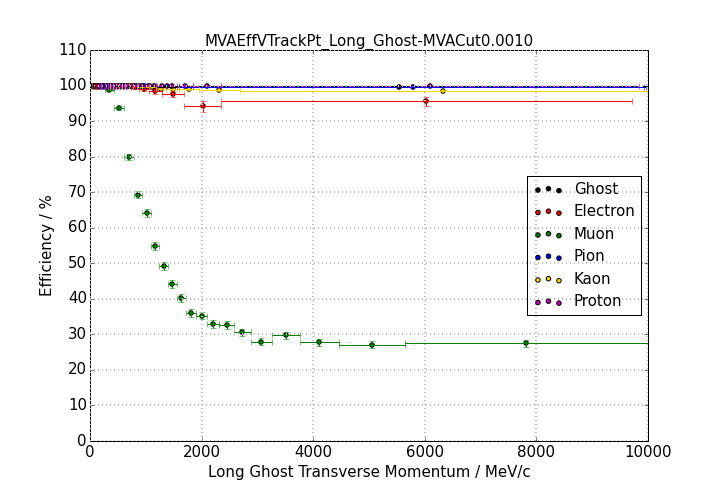 MVAEffVTrackPt_Long_Ghost-MVACut0.0010
110
100
90
80
70
60
50
40
30
20
10
0
Efficiency / %
Ghost
Electron
Muon
Pion
Kaon
Proton
0 2000 4000 6000 8000 10000
Long Ghost Transverse Momentum / MeV/c